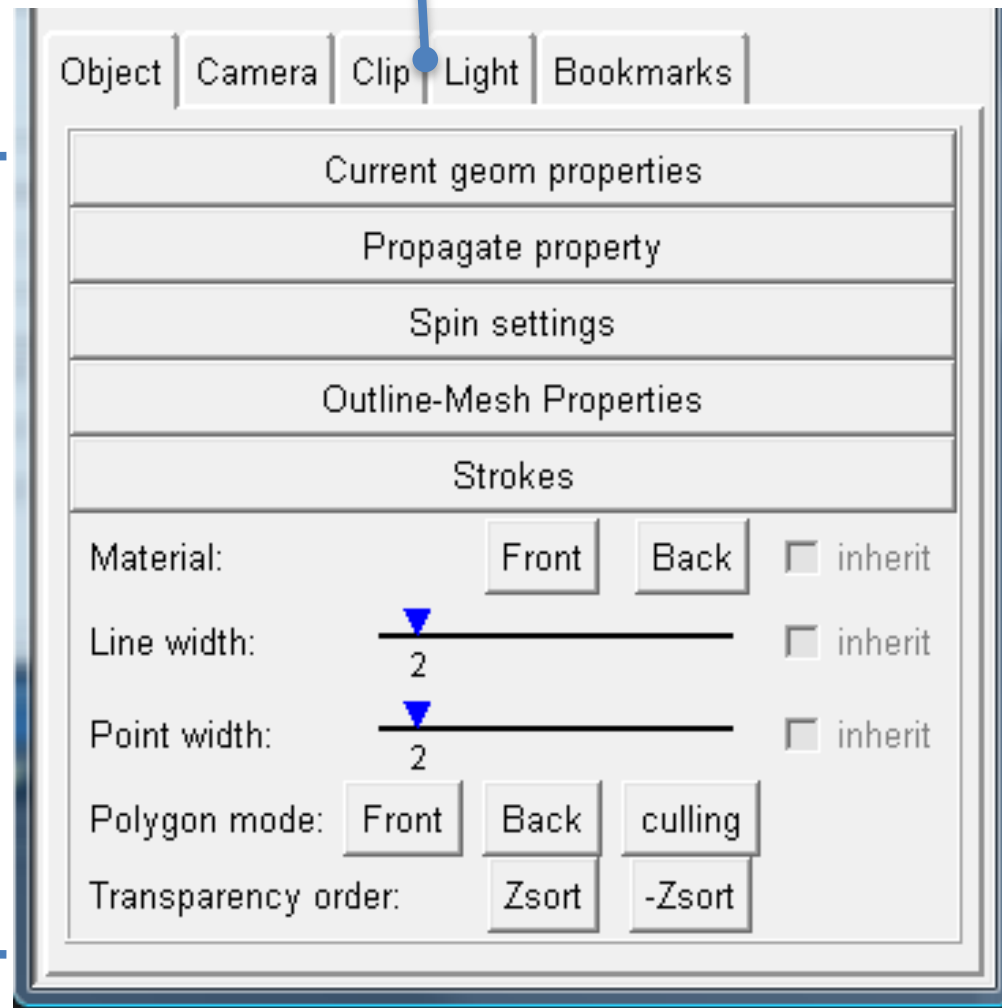 Object Camera Clip Light Bookmarks
Current geom properties
Propagate property
Spin settings
Outline-Mesh Properties
Strokes
Material: Front Back inherit
Line width: 2 inherit
Point width: 2 inherit
Polygon mode: Front Back culling
Transparency order: Zsort -Zsort